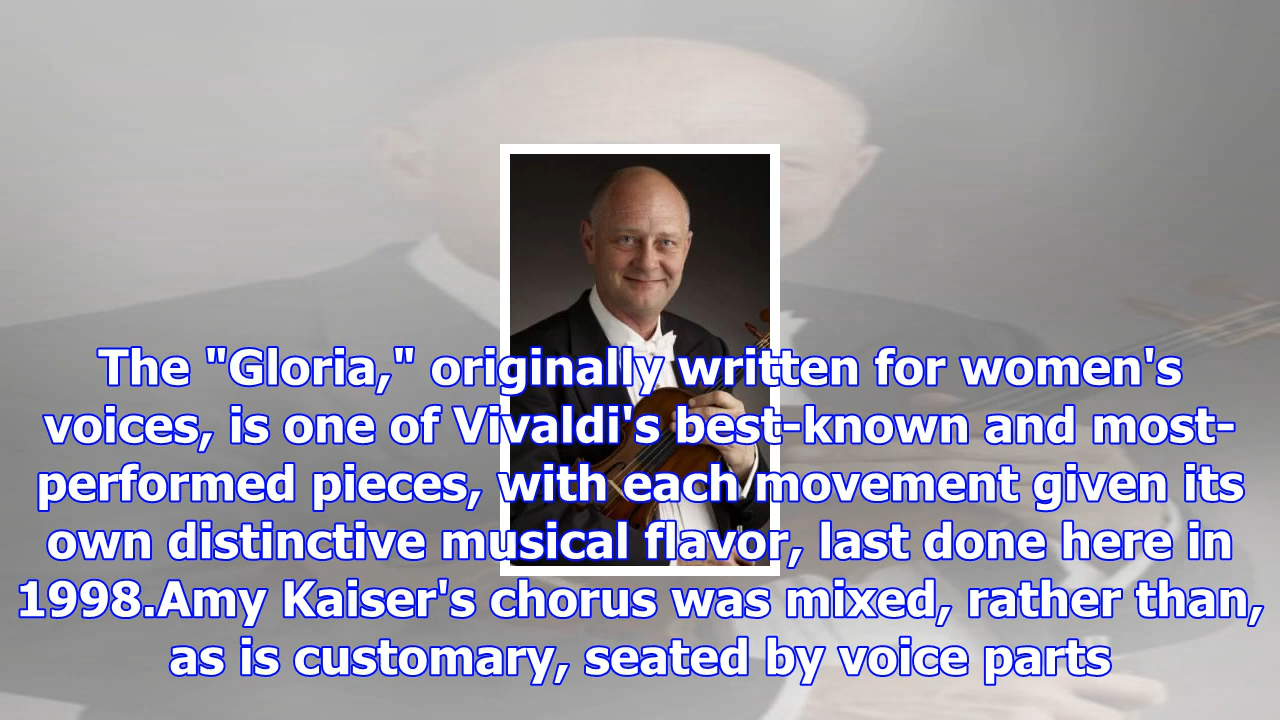 The "Gloria," originally written for women's
voices, is one of Vivaldi's best-known and most-
performed pieces, with each movement given its
own distinctive musical flavor, last done here in
1998.Amy Kaiser's chorus was mixed, rather than,
as is customary, seated by voice parts